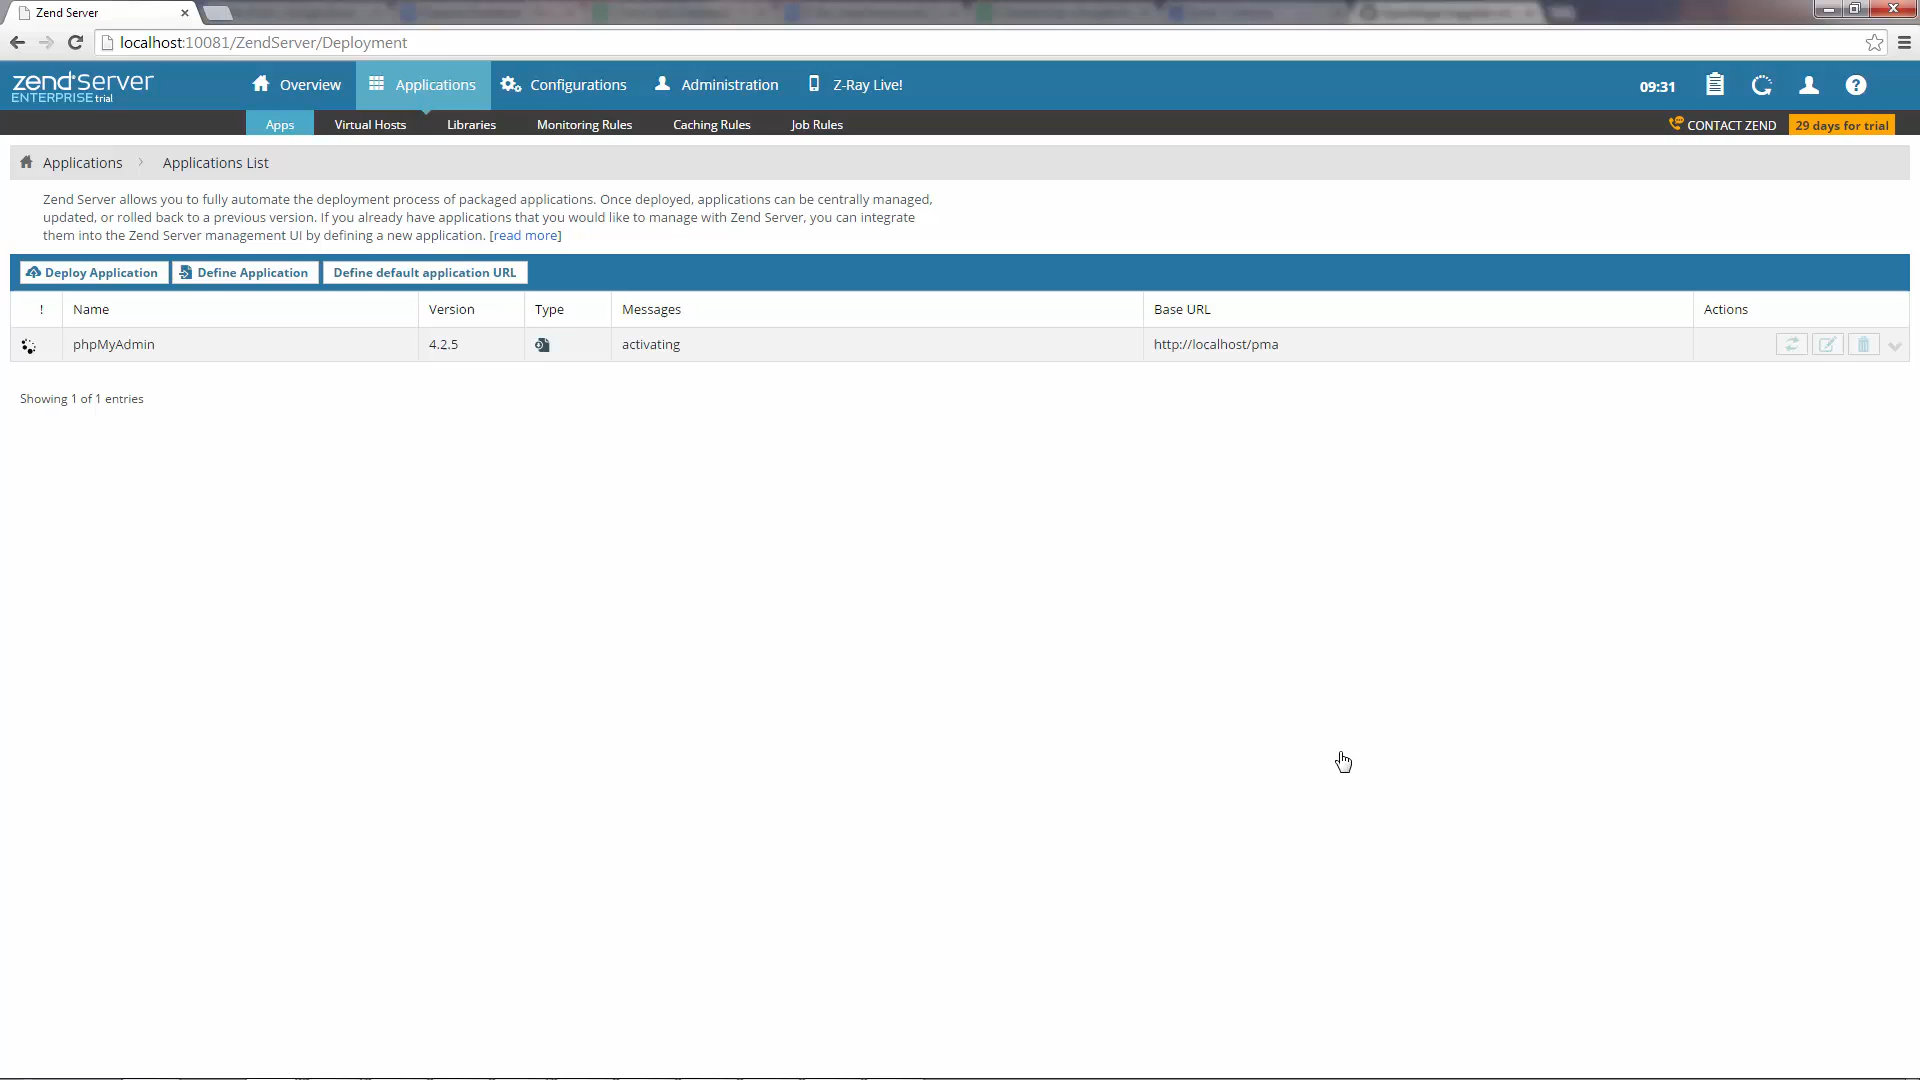 Zend Server
localhost:10081/ZendServer/Deployment
zend Server
ENTERPRISE trial
Overview
Applications
Configurations
Administration
Z-Ray Live!
09:31
Apps
Virtual Hosts
Libraries
Monitoring Rules
Caching Rules
Job Rules
CONTACT ZEND
29 days for trial
Applications
Applications List
Zend Server allows you to fully automate the deployment process of packaged applications. Once deployed, applications can be centrally managed,
updated, or rolled back to a previous version. If you already have applications that you would like to manage with Zend Server, you can integrate
them into the Zend Server management UI by defining a new application. [read more]
Deploy Application
Define Application
Define default application URL
! Name Version Type Messages Base URL Actions
phpMyAdmin 4.2.5 activating http://localhost/pma
Showing 1 of 1 entries